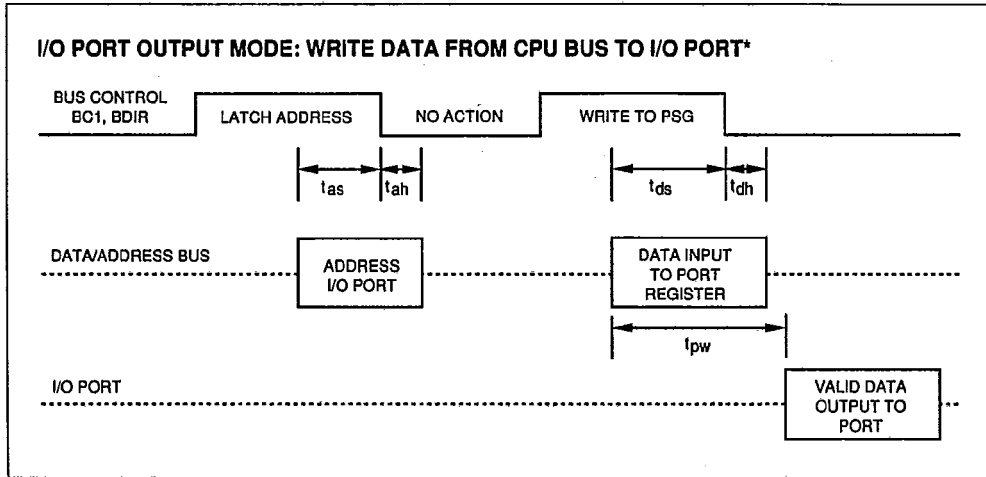 I/O PORT OUTPUT MODE: WRITE DATA FROM CPU BUS TO I/O PORT*
BUS CONTROL
BC1, BDIR
LATCH ADDRESS
NO ACTION
WRITE TO PSG
tas
tah
tds
tdh
DATA/ADDRESS BUS
ADDRESS
I/O PORT
DATA INPUT
TO PORT
REGISTER
tpw
I/O PORT
VALID DATA
OUTPUT TO
PORT